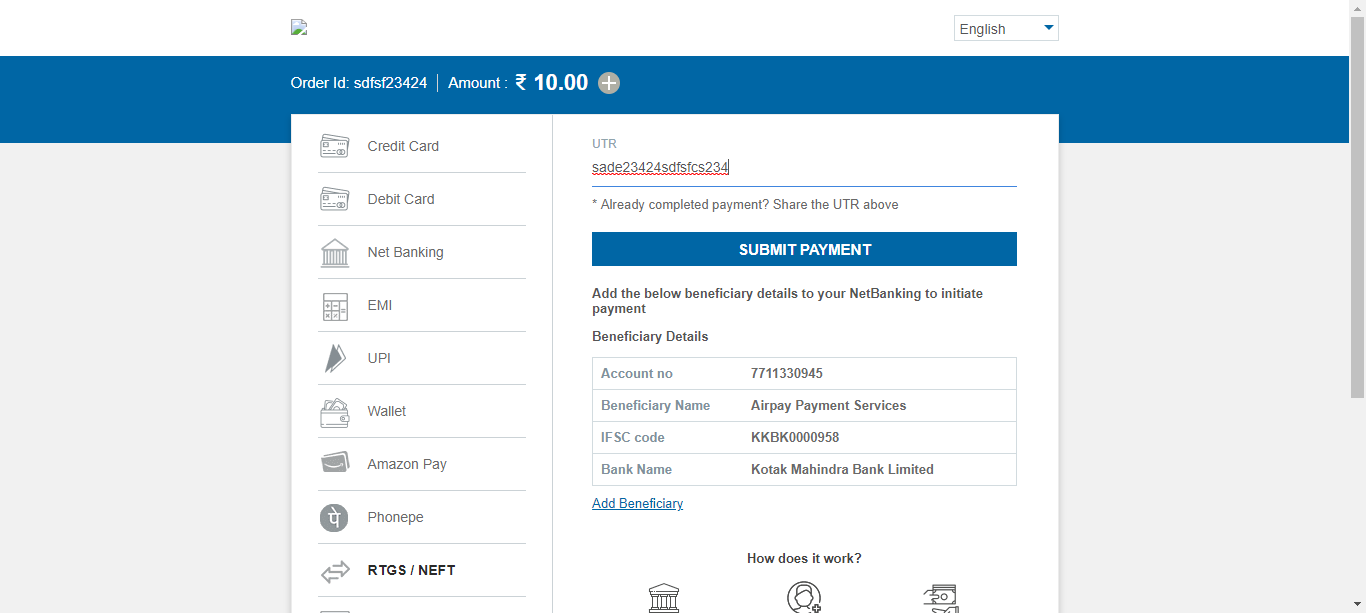 English
Order Id: sdfsf23424 | Amount : ₹ 10.00
Credit Card
Debit Card
Net Banking
EMI
UPI
Wallet
Amazon Pay
Phonepe
RTGS / NEFT
UTR
sade23424sdfsfcs234
* Already completed payment? Share the UTR above
SUBMIT PAYMENT
Add the below beneficiary details to your NetBanking to initiate
payment
Beneficiary Details
Account no 7711330945
Beneficiary Name Airpay Payment Services
IFSC code KKBK0000958
Bank Name Kotak Mahindra Bank Limited
Add Beneficiary
How does it work?